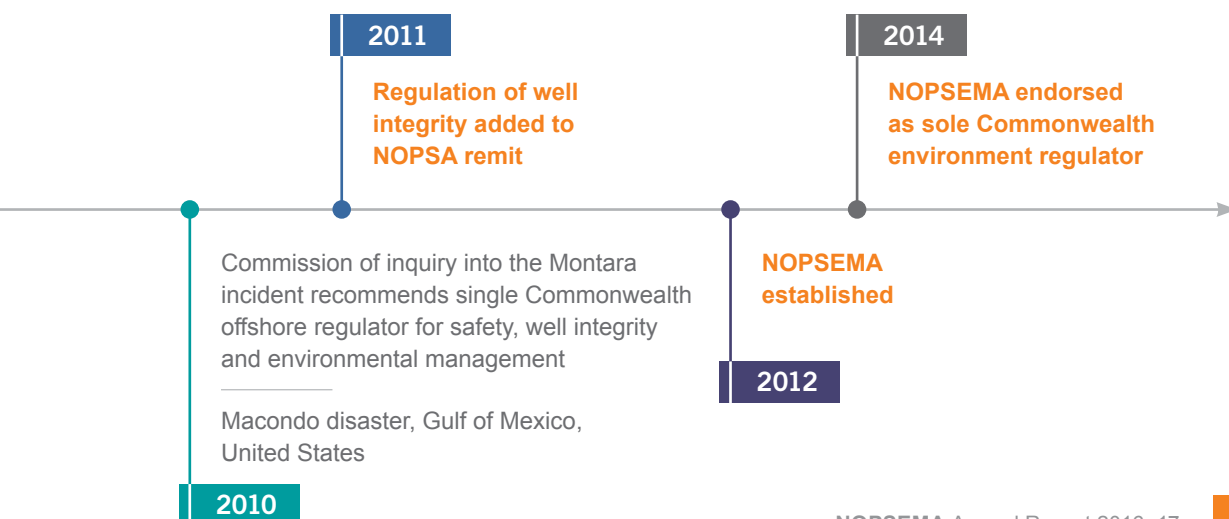 2011
Regulation of well
integrity added to
NOPSA remit
2014
NOPSEMA endorsed
as sole Commonwealth
environment regulator
Commission of inquiry into the Montara
incident recommends single Commonwealth
offshore regulator for safety, well integrity
and environmental management
Macondo disaster, Gulf of Mexico,
United States
2010
NOPSEMA
established
2012
NOPSEMA